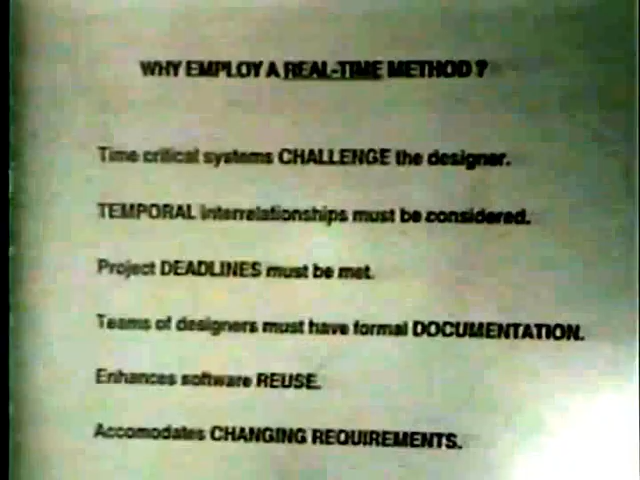 WHY EMPLOY A REAL-TIME METHOD ?
Time critical systems CHALLENGE the designer.
TEMPORAL interrelationships must be considered.
Project DEADLINES must be met.
Teams of designers must have formal DOCUMENTATION.
Enhances software REUSE.
Accomodates CHANGING REQUIREMENTS.